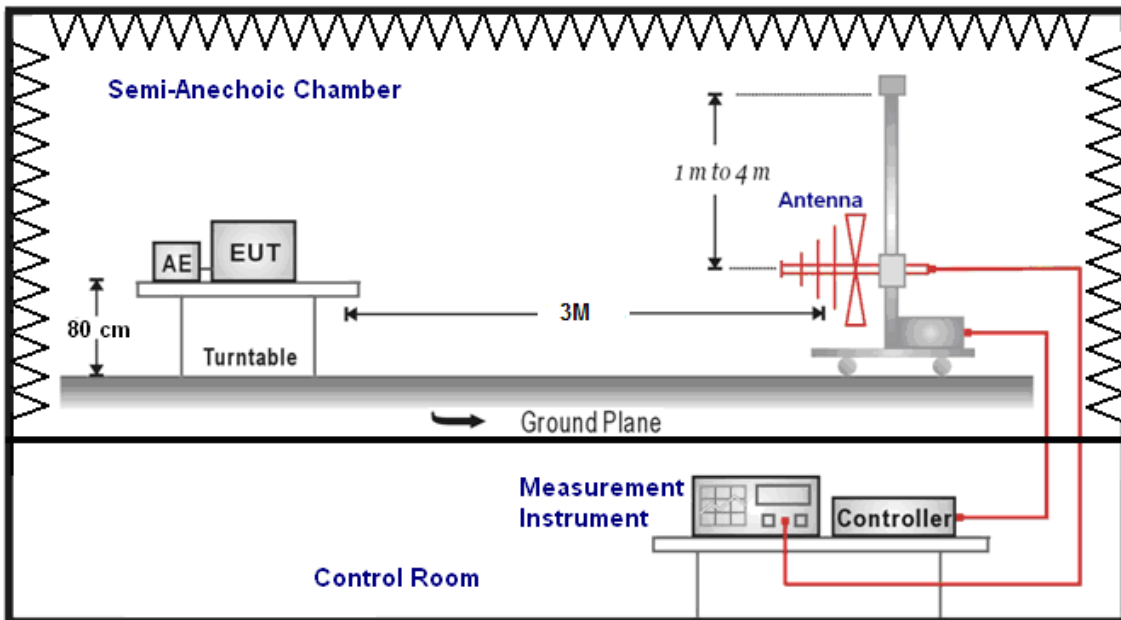 Semi-Anechoic Chamber
1 m to 4 m
Antenna
AE
EUT
80 cm
3M
Turntable
Ground Plane
Measurement
Instrument
Controller
Control Room